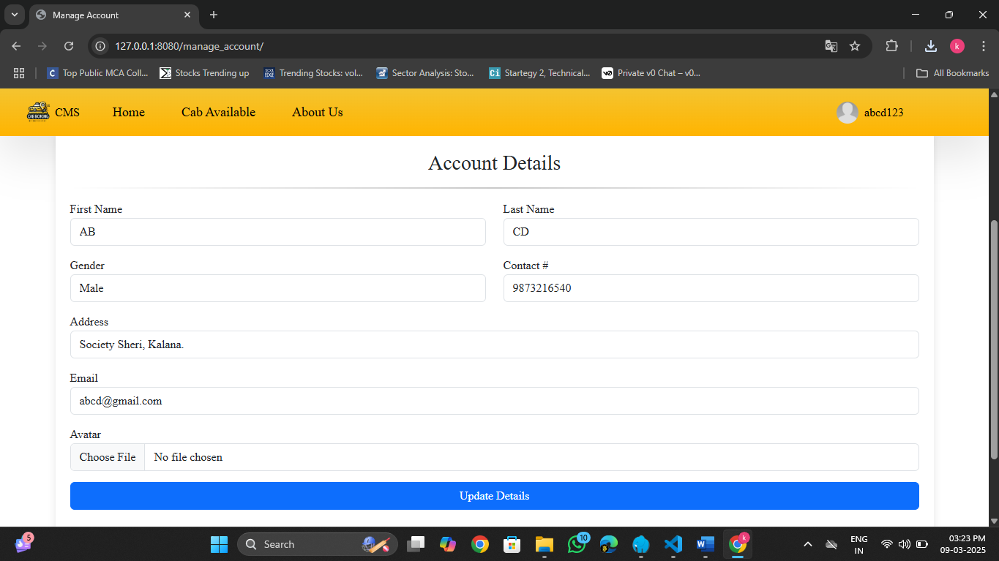 Manage Account
127.0.0.1:8080/manage_account/
k
Top Public MCA Coll...
Stocks Trending up
Trending Stocks: vol...
Sector Analysis: Sto...
Startegy 2, Technical...
Private v0 Chat – v0...
All Bookmarks
CAB BOKING
CMS
Home
Cab Available
About Us
abcd123
Account Details
First Name
Last Name
AB
CD
Gender
Contact #
Male
9873216540
Address
Society Sheri, Kalana.
Email
abcd@gmail.com
Avatar
Choose File
No file chosen
Update Details
5
Search
10
k
ENG
IN
03:23 PM
09-03-2025